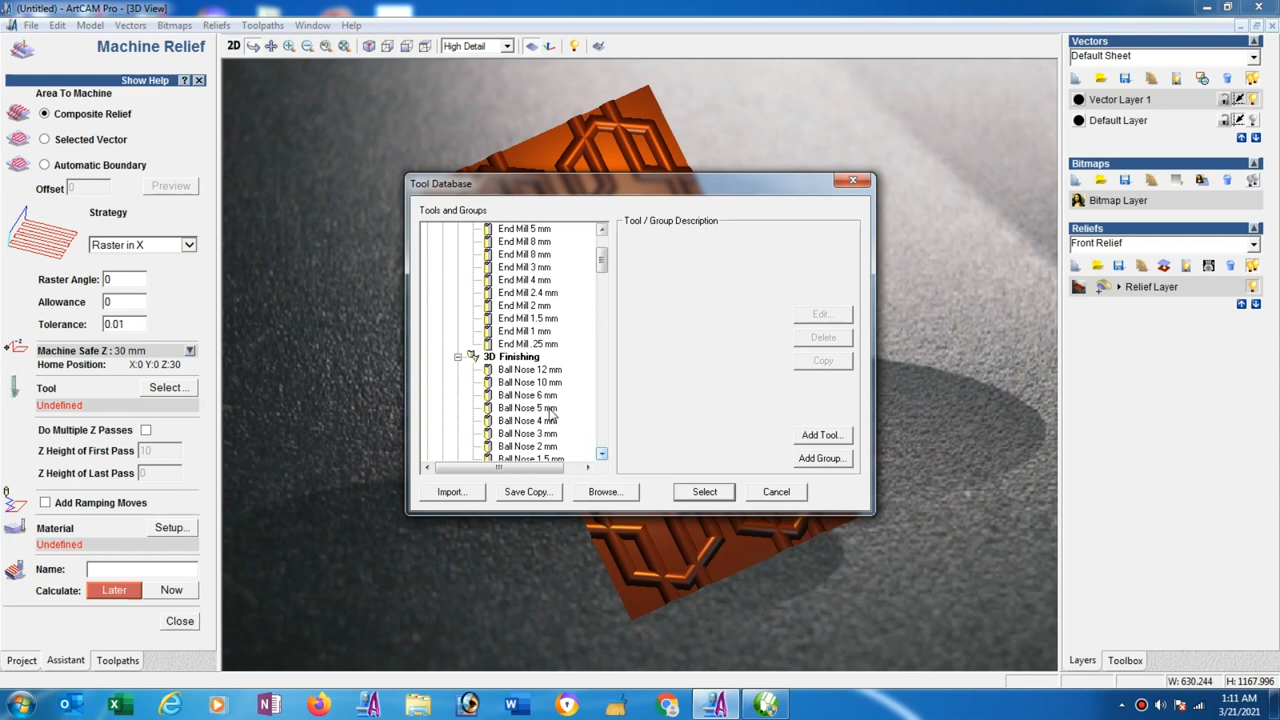 (Untitled) - ArtCAM Pro - [3D View]
File Edit Model Vectors Bitmaps Reliefs Toolpaths Window Help
Machine Relief
2D
High Detail
Show Help ? X
Area To Machine
Composite Relief
Selected Vector
Automatic Boundary
Offset 0 Preview
Strategy
Raster in X
Raster Angle: 0
Allowance 0
Tolerance: 0.01
Machine Safe Z : 30 mm
Home Position: X:0 Y:0 Z:30
Tool Select...
Undefined
Do Multiple Z Passes
Z Height of First Pass 10
Z Height of Last Pass 0
Add Ramping Moves
Material Setup...
Undefined
Name:
Calculate: Later Now
Close
Project Assistant Toolpaths
Tool Database
Tools and Groups
End Mill 5 mm
End Mill 8 mm
End Mill 8 mm
End Mill 3 mm
End Mill 4 mm
End Mill 2.4 mm
End Mill 2 mm
End Mill 1.5 mm
End Mill 1 mm
End Mill .25 mm
3D Finishing
Ball Nose 12 mm
Ball Nose 10 mm
Ball Nose 6 mm
Ball Nose 5 mm
Ball Nose 4 mm
Ball Nose 3 mm
Ball Nose 2 mm
Ball Nose 1.5 mm
Tool / Group Description
Edit...
Delete
Copy
Add Tool...
Add Group...
Import... Save Copy... Browse... Select Cancel
Vectors
Default Sheet
Vector Layer 1
Default Layer
Bitmaps
Bitmap Layer
Reliefs
Front Relief
Relief Layer
Layers Toolbox
W: 630.244 H: 1167.996
1:11 AM
3/21/2021